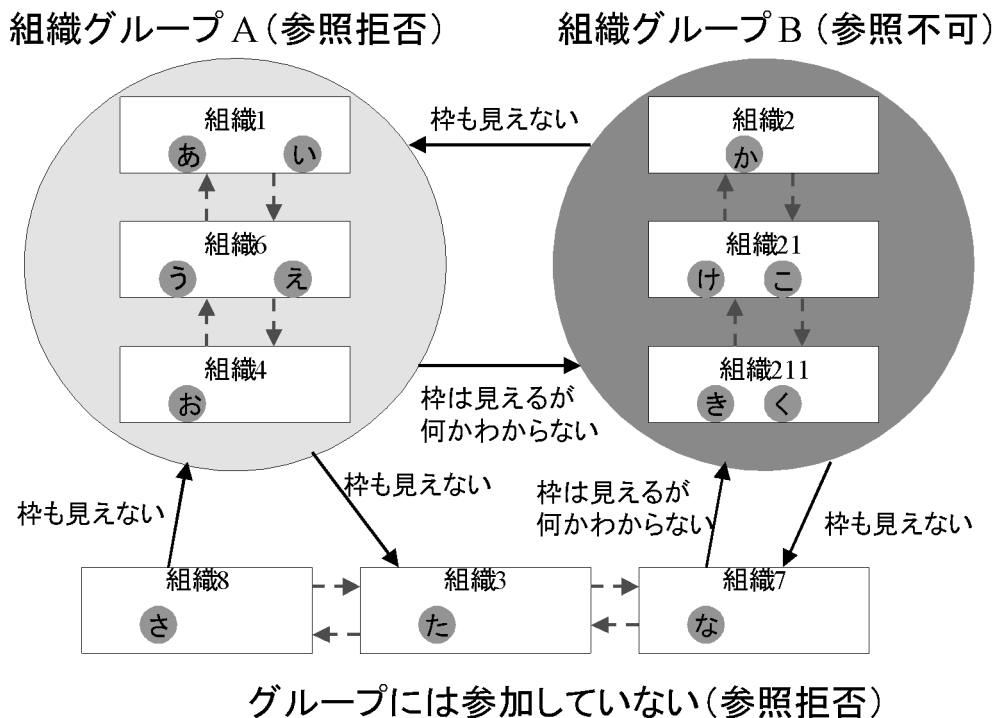 組織グループA（参照拒否）
組織グループB（参照不可）
組織1
あ
い
枠も見えない
組織2
か
組織6
う
え
組織21
け
こ
組織4
お
枠は見えるが
何かわからない
組織211
き
く
枠も見えない
枠も見えない
枠は見えるが
何かわからない
枠も見えない
組織8
さ
組織3
た
組織7
な
グループには参加していない（参照拒否）